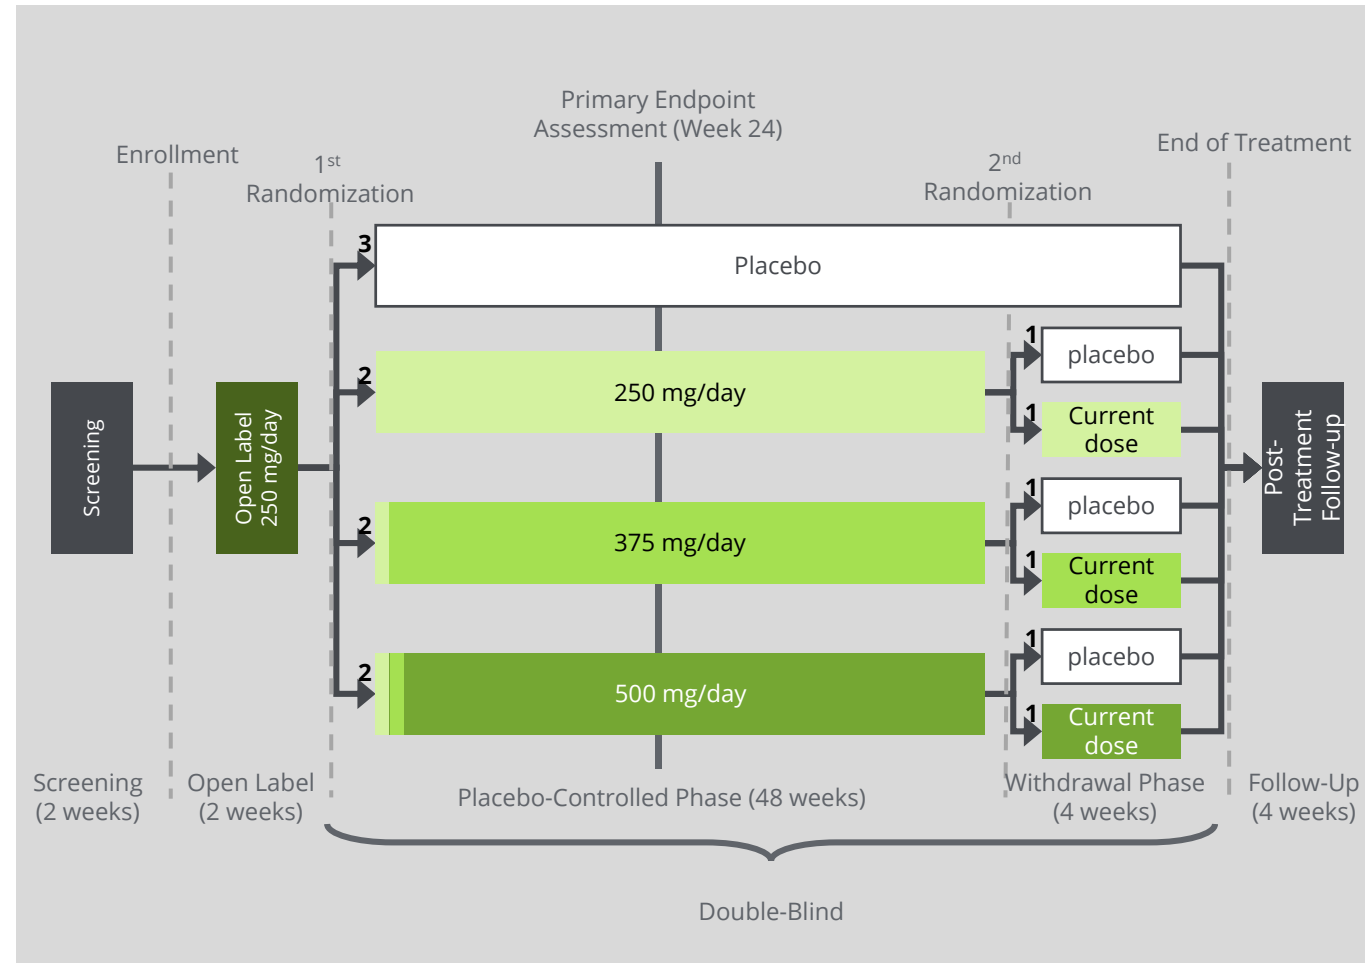 Primary Endpoint
Assessment (Week 24)
Enrollment
1st
Randomization
2nd
Randomization
End of Treatment
3
Placebo
2
250 mg/day
1
placebo
1
Current
dose
Screening
Open Label
250 mg/day
2
375 mg/day
1
placebo
1
Current
dose
2
500 mg/day
1
placebo
1
Current
dose
Post-
Treatment
Follow-up
Screening
(2 weeks)
Open Label
(2 weeks)
Placebo-Controlled Phase (48 weeks)
Withdrawal Phase
(4 weeks)
Follow-Up
(4 weeks)
Double-Blind